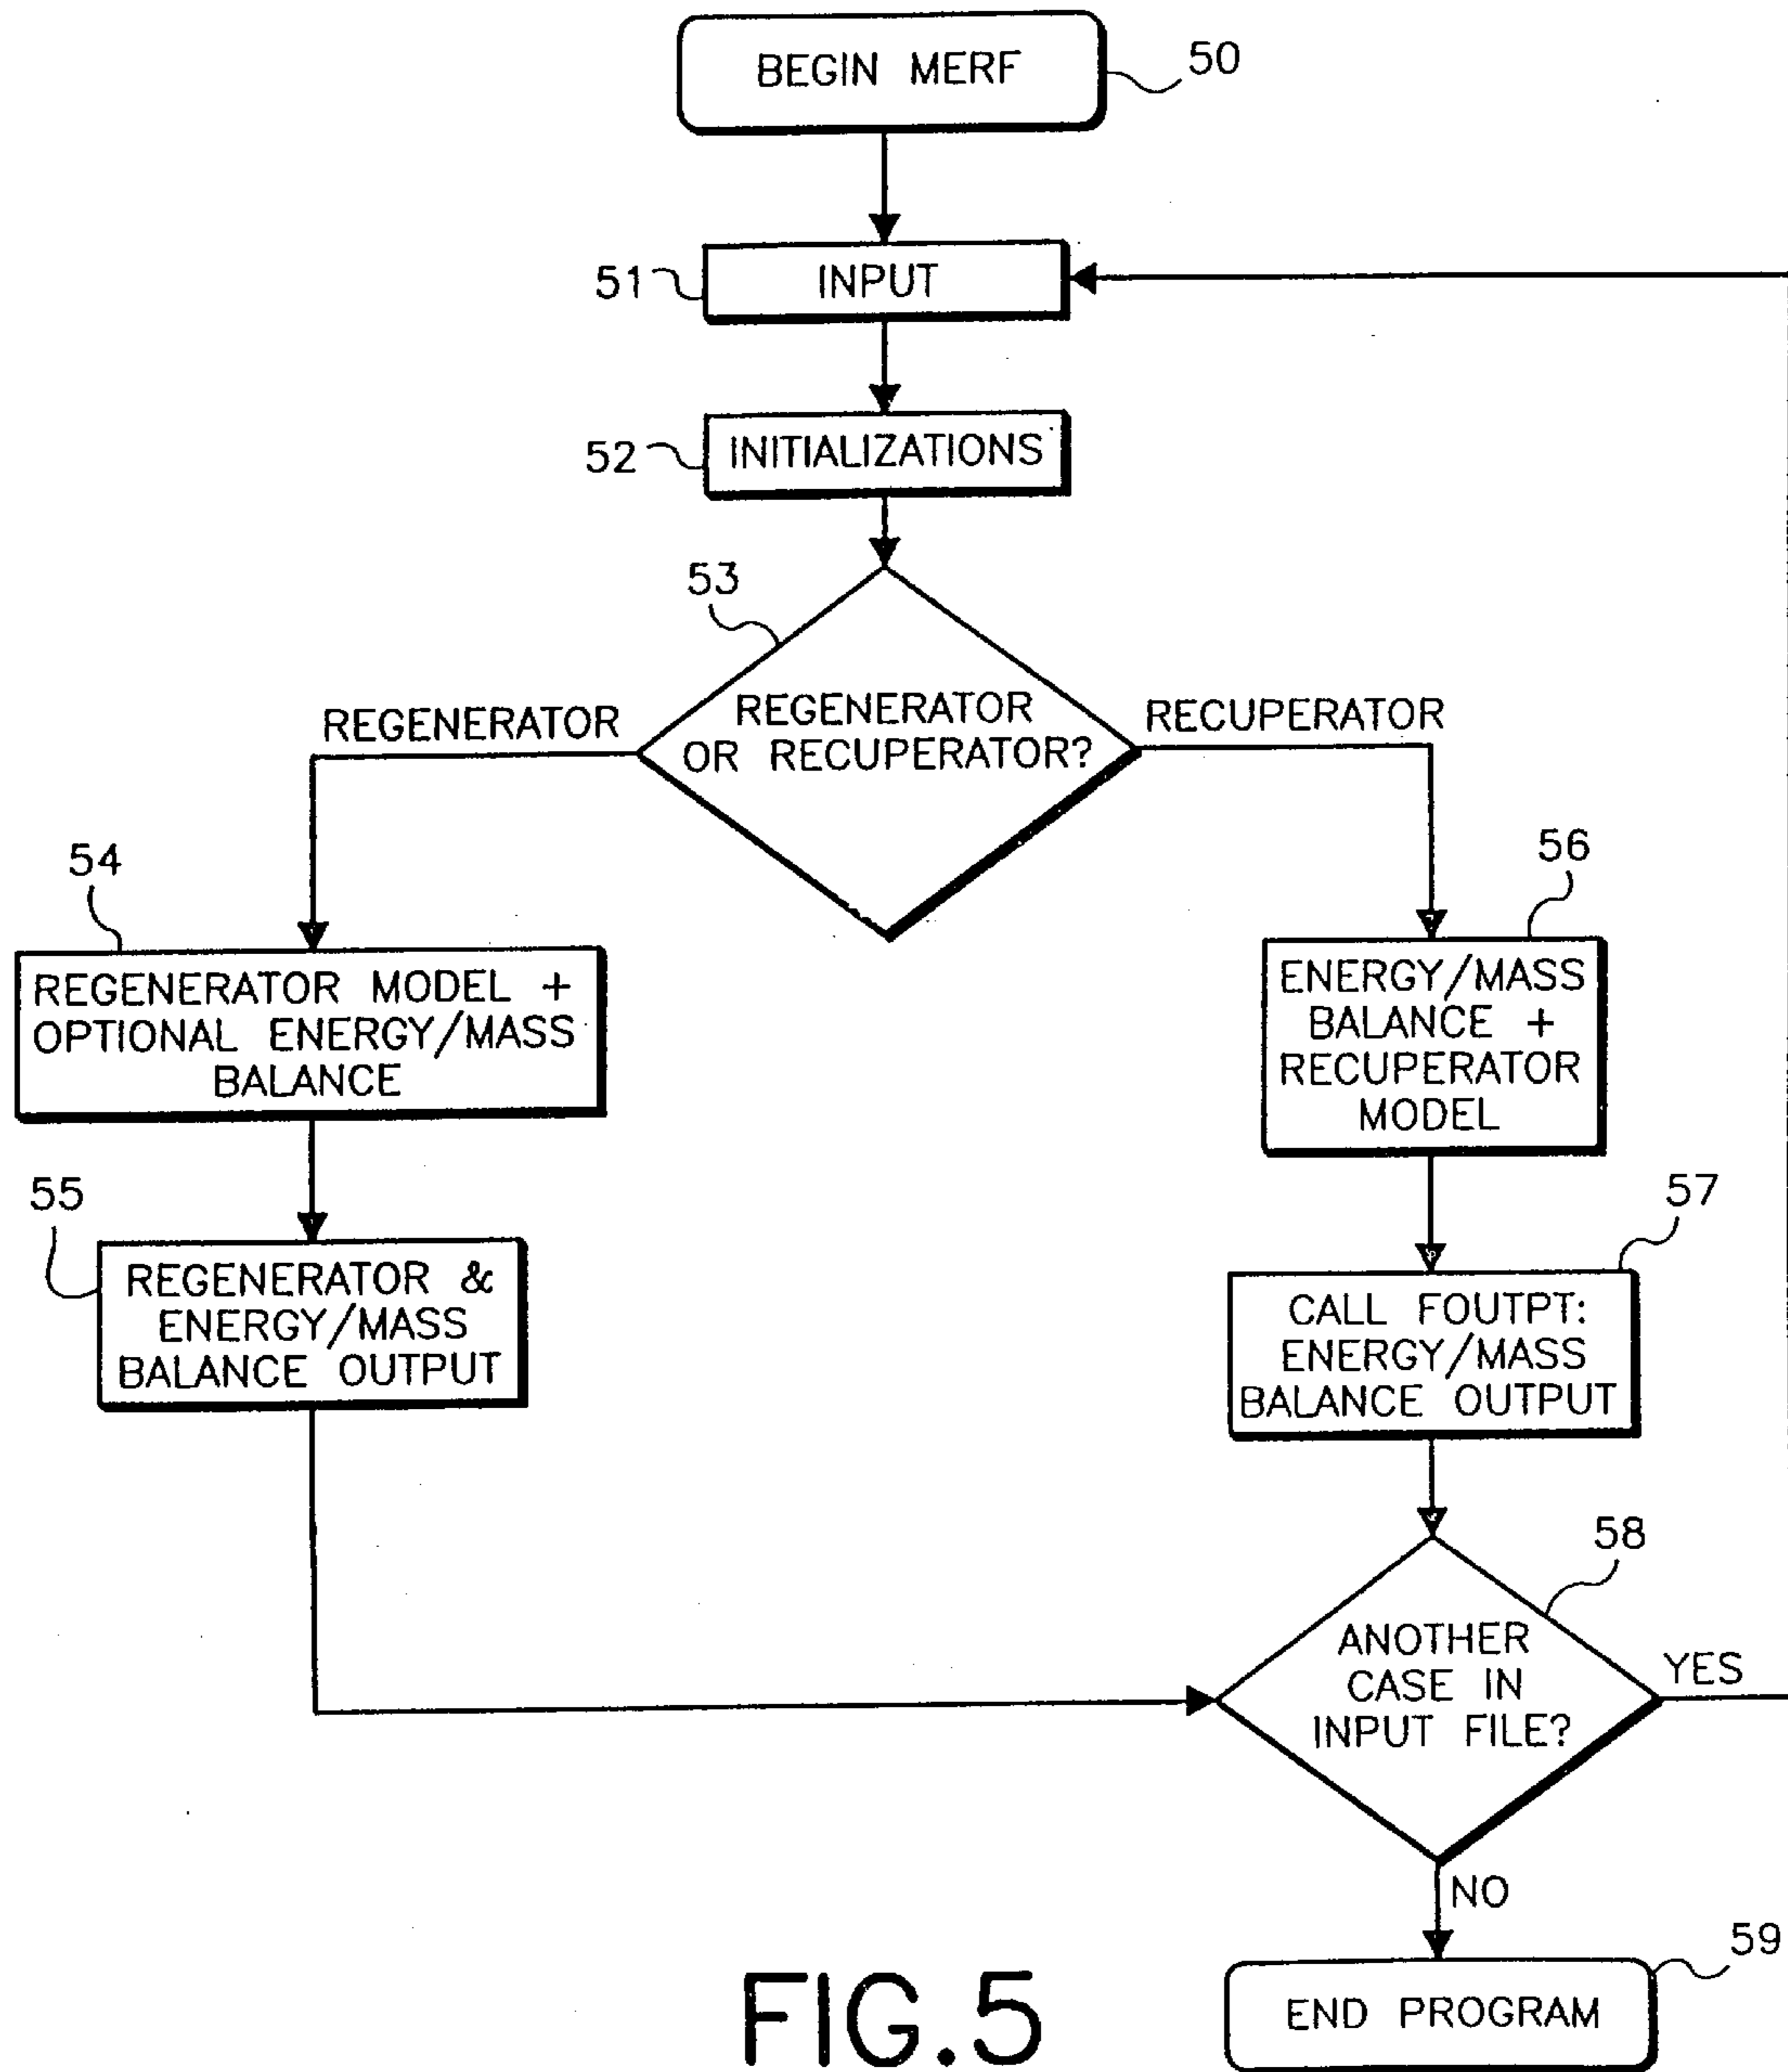 BEGIN MERF
50
51
INPUT
52
INITIALIZATIONS
53
REGENERATOR
REGENERATOR
OR RECUPERATOR?
RECUPERATOR
54
REGENERATOR MODEL +
OPTIONAL ENERGY/MASS
BALANCE
56
ENERGY/MASS
BALANCE +
RECUPERATOR
MODEL
55
REGENERATOR &
ENERGY/MASS
BALANCE OUTPUT
57
CALL FOUTPT:
ENERGY/MASS
BALANCE OUTPUT
58
ANOTHER
CASE IN
INPUT FILE?
YES
NO
59
END PROGRAM
FIG.5